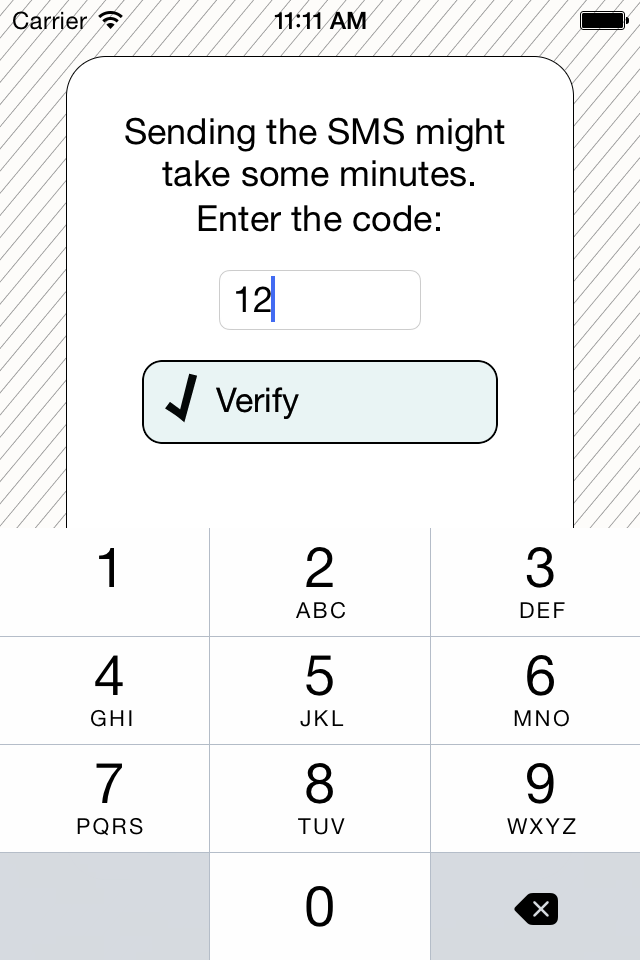 Carrier 11:11 AM
Sending the SMS might
take some minutes.
Enter the code:
12
Verify
1 2 3
ABC DEF
4 5 6
GHI JKL MNO
7 8 9
PQRS TUV WXYZ
0